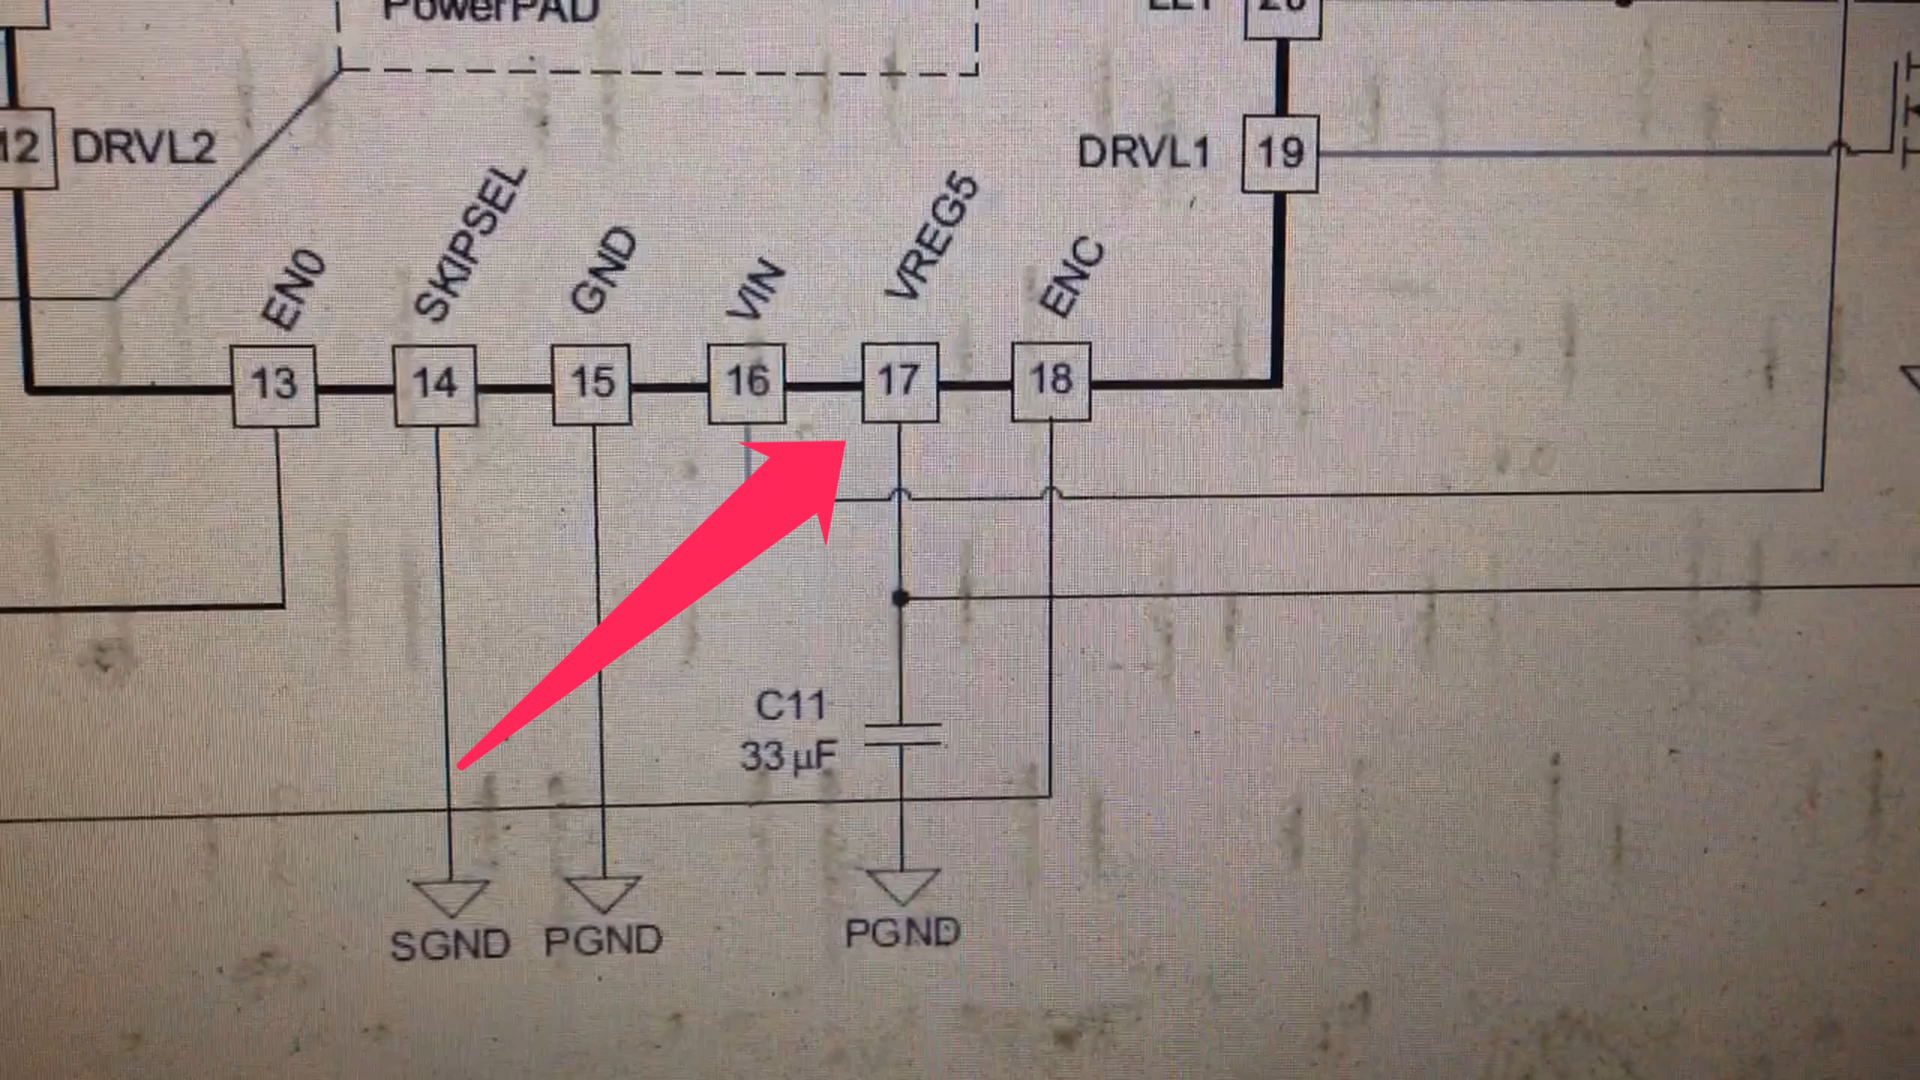 PowerPAD
20
12 DRVL2
DRVL1 19
EN0
SKIPSEL
GND
VIN
VREG5
ENC
13 14 15 16 17 18
C11
33 µF
SGND PGND PGND